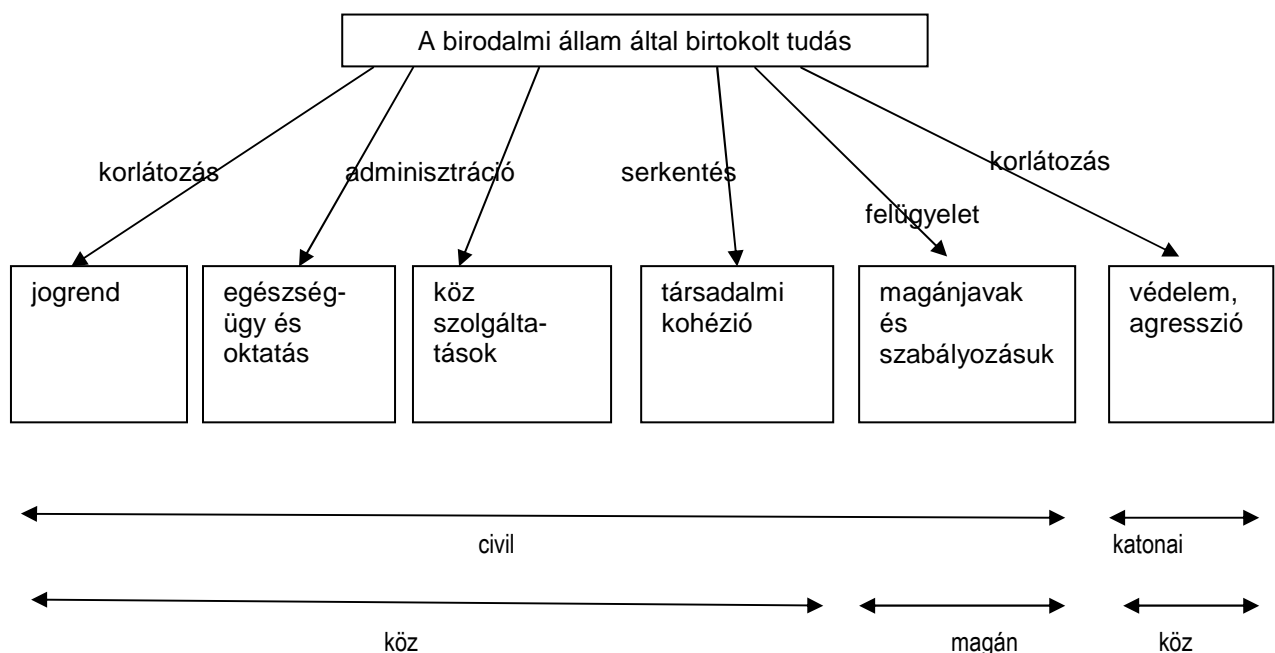 A birodalmi állam által birtokolt tudás
korlátozás
adminisztráció
serkentés
korlátozás
felügyelet
jogrend
egészség-
ügy és
oktatás
köz
szolgálta-
tások
társadalmi
kohézió
magánjavak
és
szabályozásuk
védelem,
agresszió
civil
katonai
köz
magán
köz